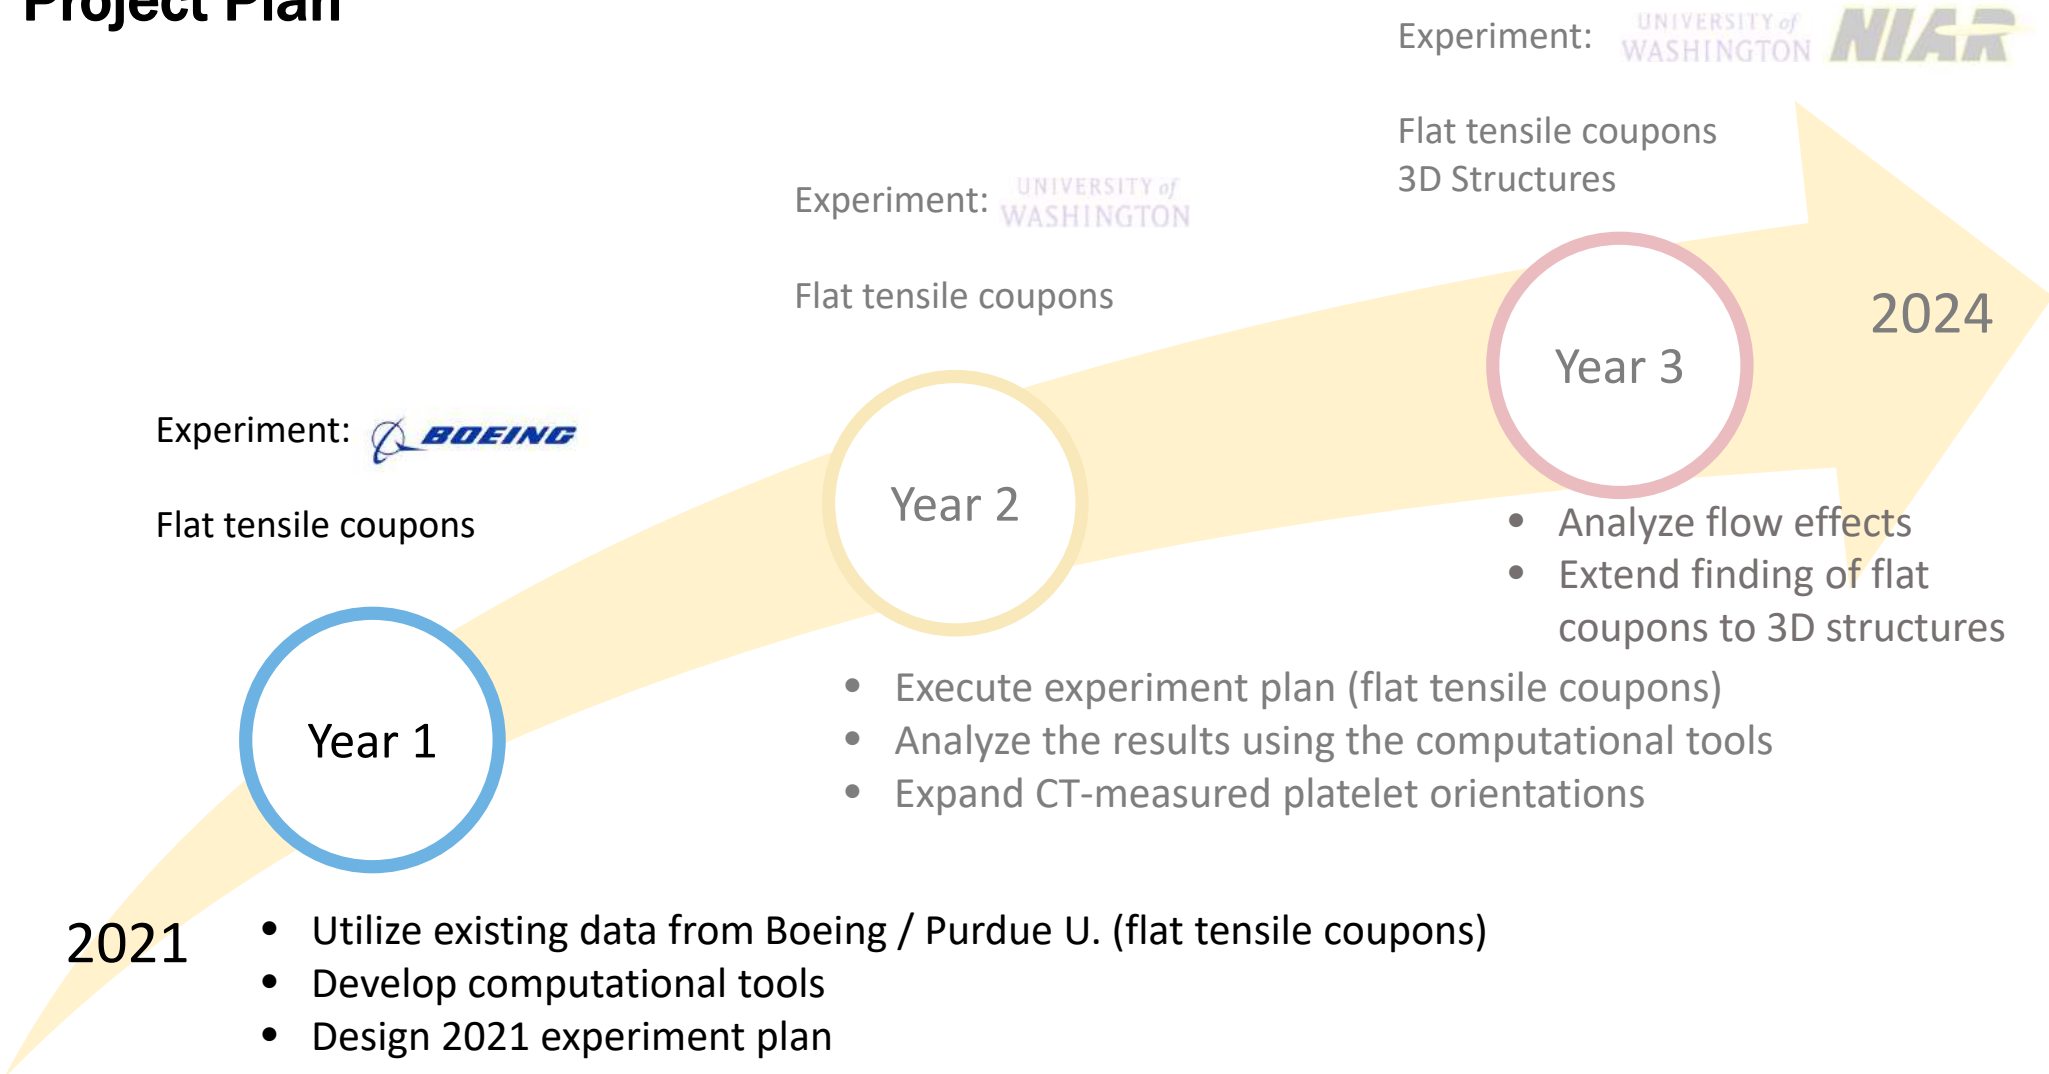 Project Plan
Experiment: UNIVERSITY of WASHINGTON NIAR
Flat tensile coupons
3D Structures
Experiment: UNIVERSITY of WASHINGTON
Flat tensile coupons
Experiment: BOEING
Flat tensile coupons
2024
Year 3
Year 2
Year 1
• Analyze flow effects
• Extend finding of flat
coupons to 3D structures
• Execute experiment plan (flat tensile coupons)
• Analyze the results using the computational tools
• Expand CT-measured platelet orientations
2021
• Utilize existing data from Boeing / Purdue U. (flat tensile coupons)
• Develop computational tools
• Design 2021 experiment plan